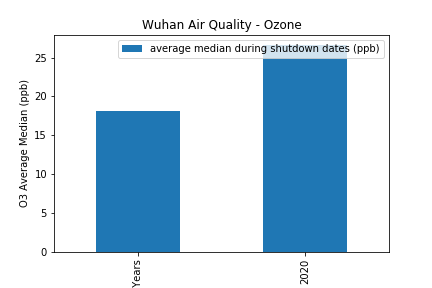 Wuhan Air Quality - Ozone
average median during shutdown dates (ppb)
O3 Average Median (ppb)
25
20
15
10
5
0
Years
2020